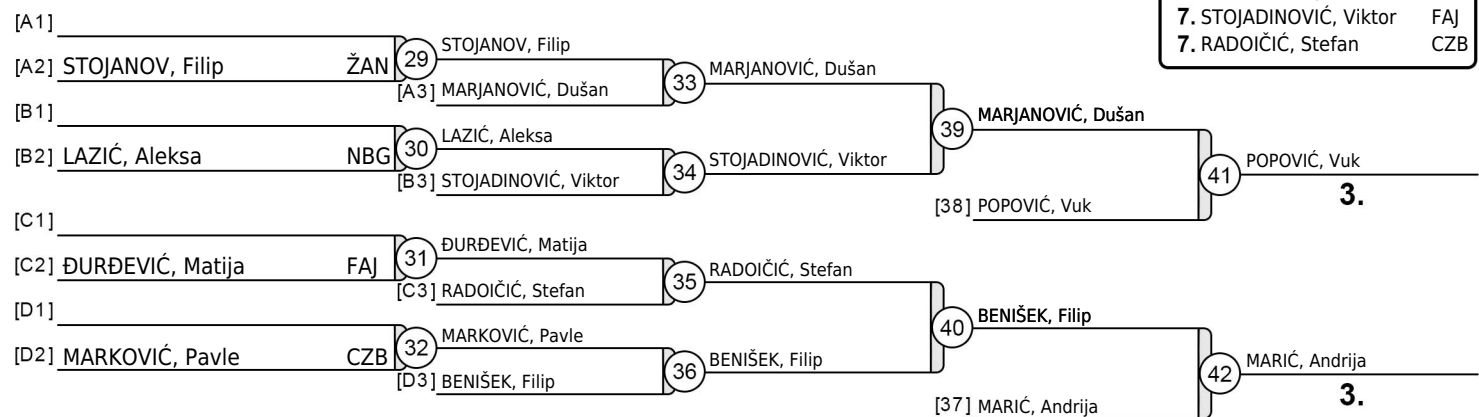 7. STOJADINOVIĆ, Viktor FAJ
7. RADOIČIĆ, Stefan CZB
[A1]
[A2] STOJANOV, Filip ŽAN
29
STOJANOV, Filip
[A3] MARJANOVIĆ, Dušan
33
MARJANOVIĆ, Dušan
[B1]
[B2] LAZIĆ, Aleksa NBG
30
LAZIĆ, Aleksa
[B3] STOJADINOVIĆ, Viktor
34
STOJADINOVIĆ, Viktor
39
MARJANOVIĆ, Dušan
[38] POPOVIĆ, Vuk
41
POPOVIĆ, Vuk
3.
[C1]
[C2] ĐURĐEVIĆ, Matija FAJ
31
ĐURĐEVIĆ, Matija
[C3] RADOIČIĆ, Stefan
35
RADOIČIĆ, Stefan
[D1]
[D2] MARKOVIĆ, Pavle CZB
32
MARKOVIĆ, Pavle
[D3] BENIŠEK, Filip
36
BENIŠEK, Filip
40
BENIŠEK, Filip
[37] MARIĆ, Andrija
42
MARIĆ, Andrija
3.